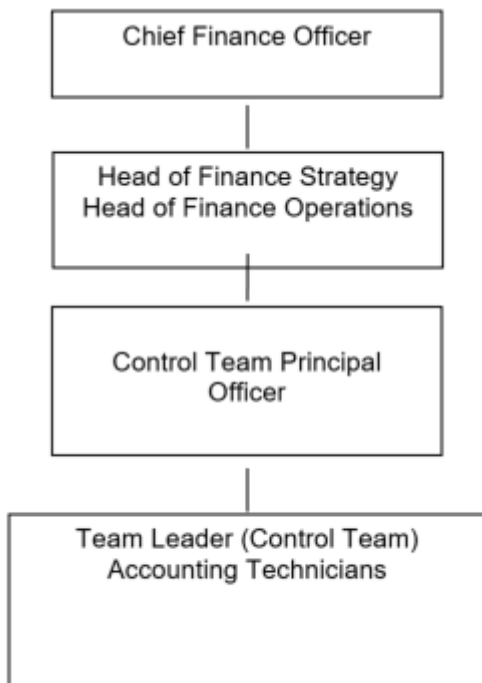 Chief Finance Officer
Head of Finance Strategy
Head of Finance Operations
Control Team Principal
Officer
Team Leader (Control Team)
Accounting Technicians